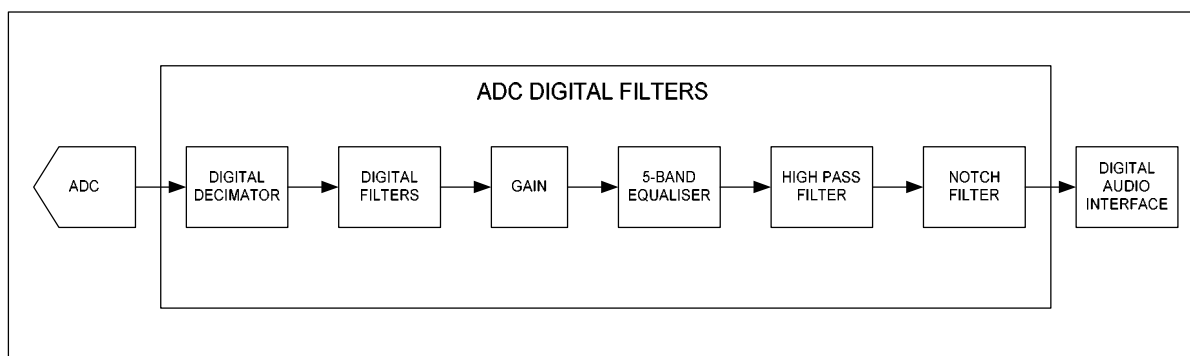 ADC DIGITAL FILTERS
ADC
DIGITAL
DECIMATOR
DIGITAL
FILTERS
GAIN
5-BAND
EQUALISER
HIGH PASS
FILTER
NOTCH
FILTER
DIGITAL
AUDIO
INTERFACE